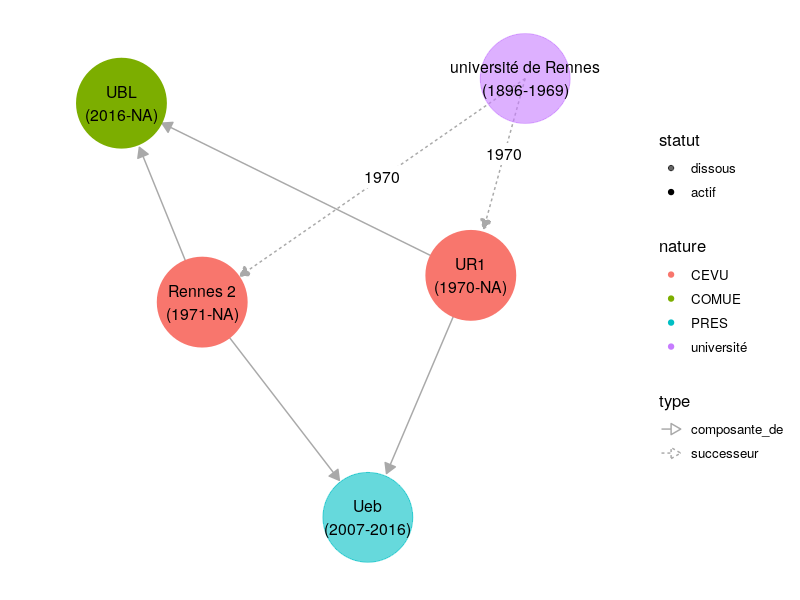 université de Rennes
(1896-1969)
UBL
(2016-NA)
1970
1970
UR1
(1970-NA)
Rennes 2
(1971-NA)
Ueb
(2007-2016)
statut
dissous
actif
nature
CEVU
COMUE
PRES
université
type
composante_de
successeur